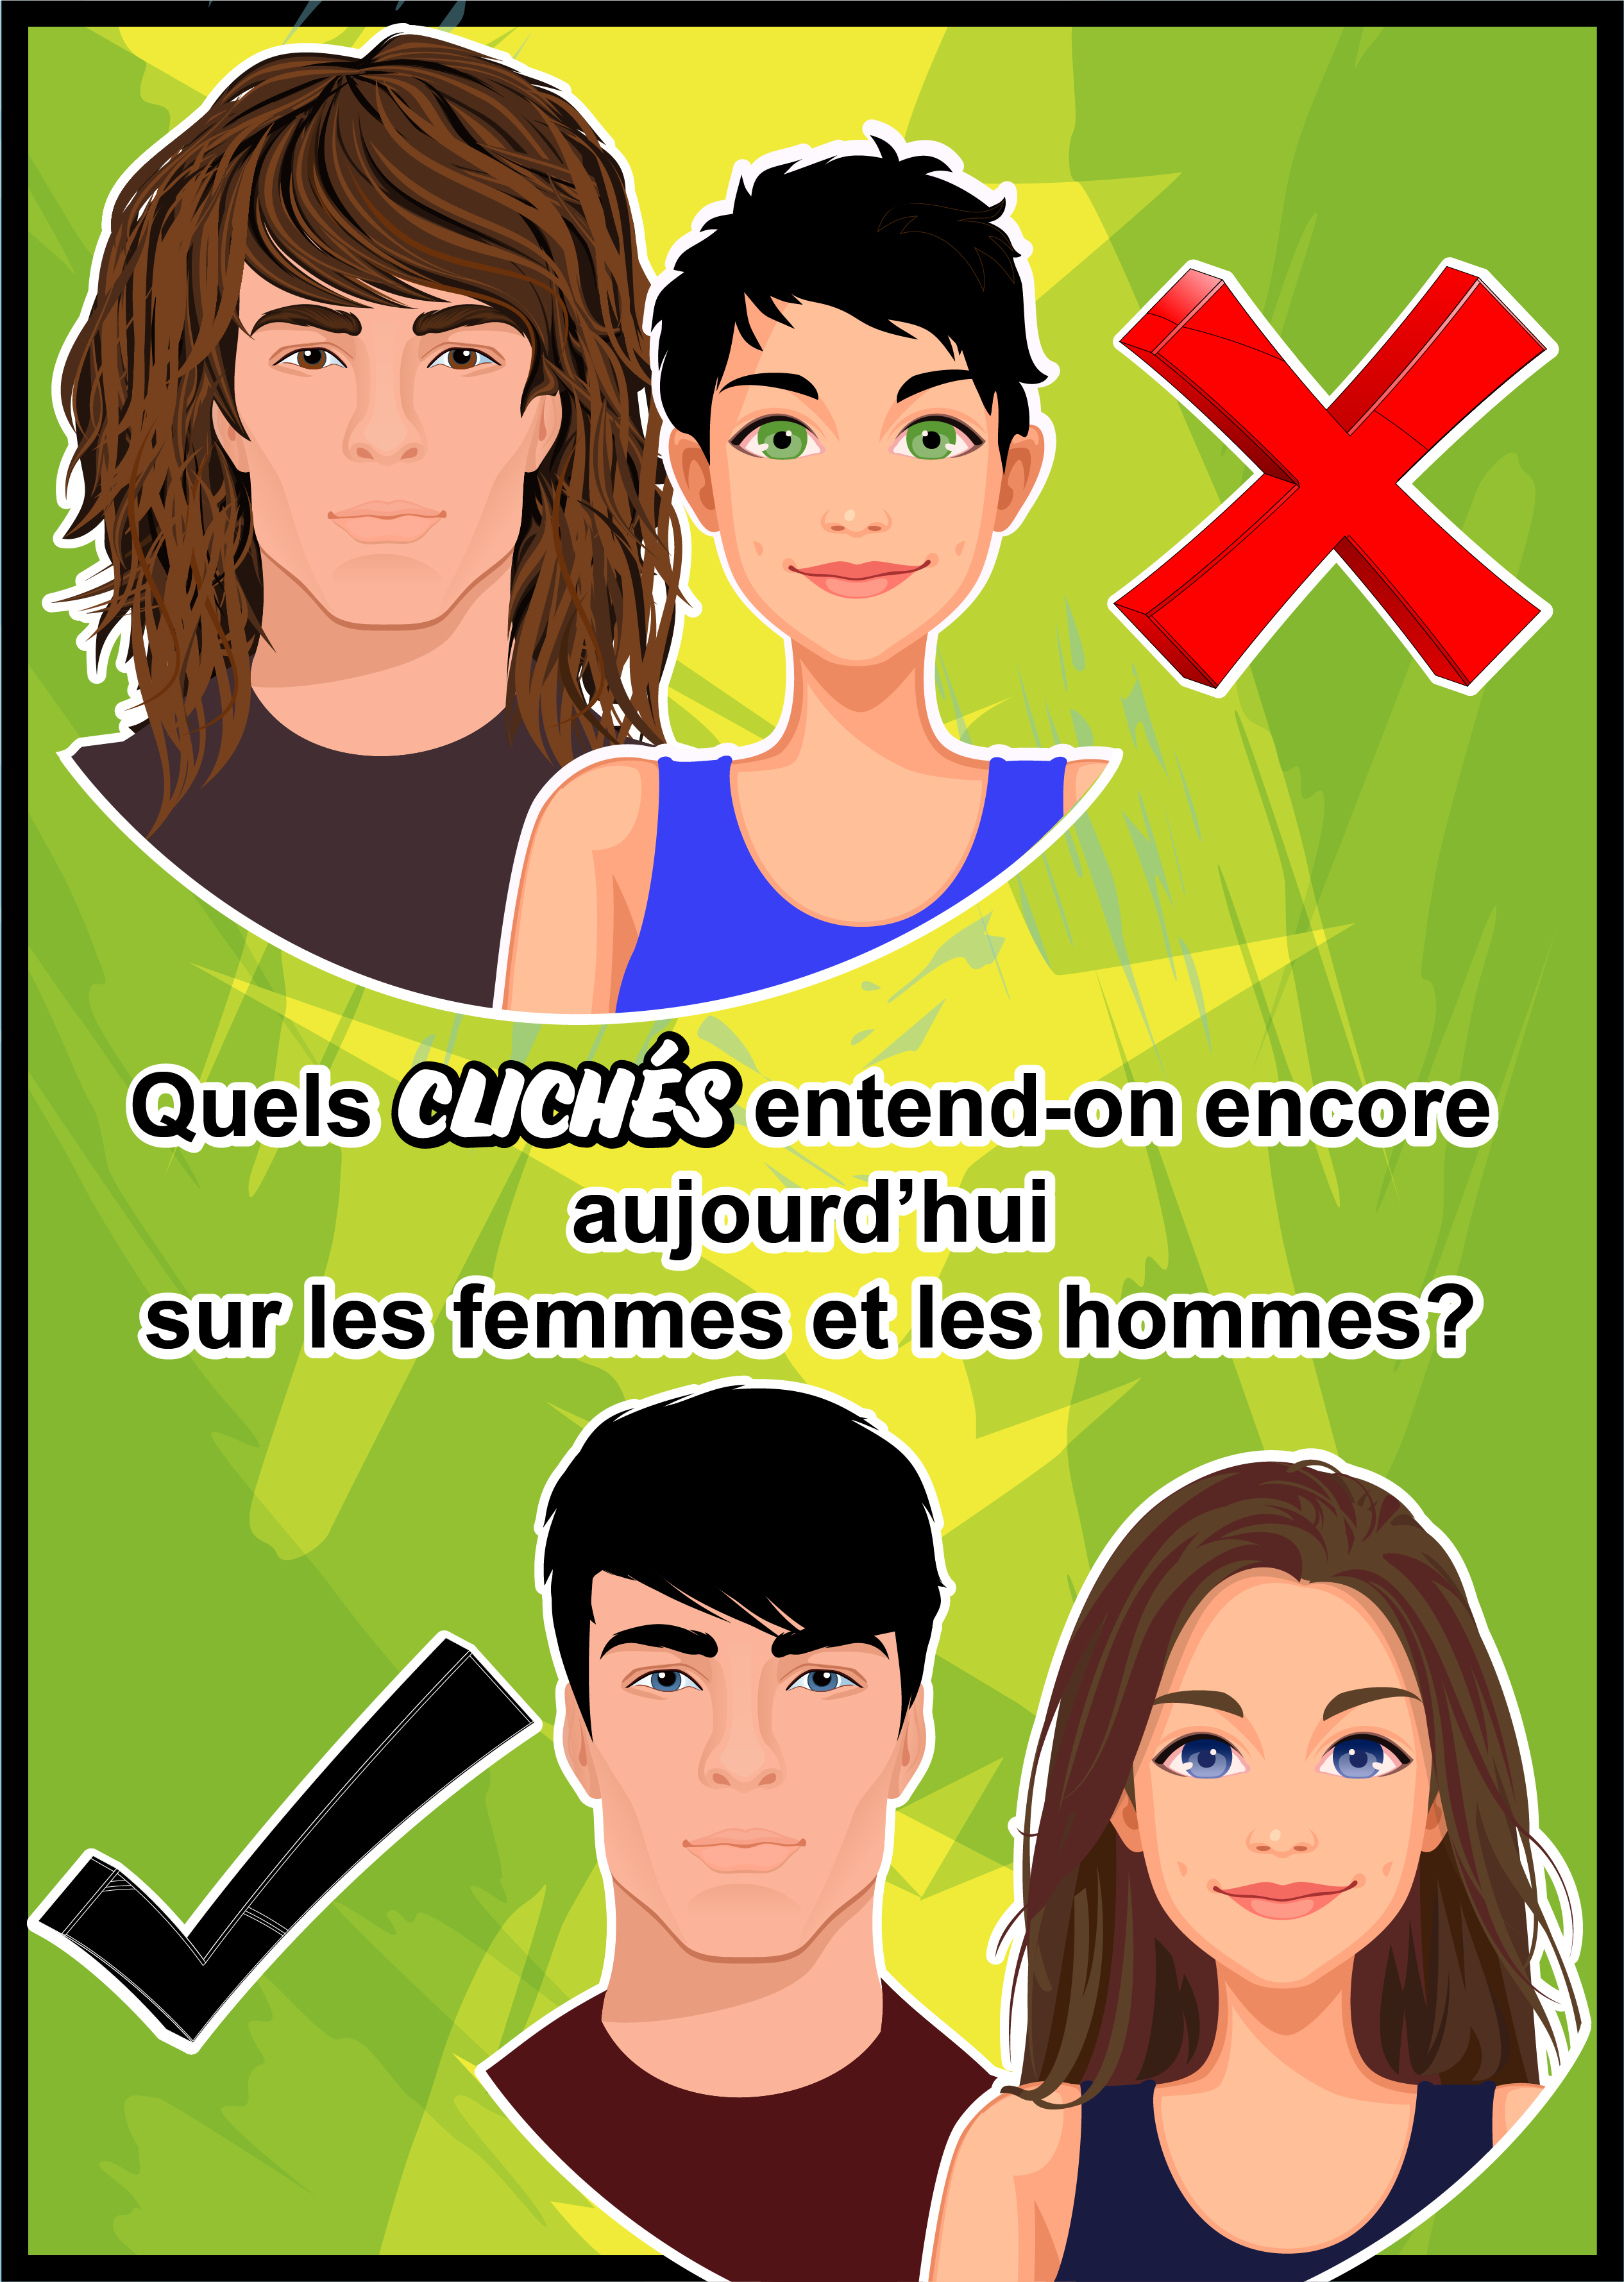 Quels CLICHÉS entend-on encore
aujourd’hui
sur les femmes et les hommes?